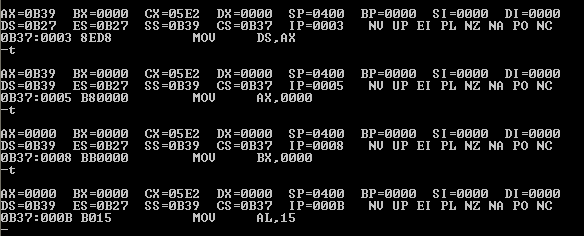 AX=0B39  BX=0000  CX=05E2  DX=0000  SP=0400  BP=0000  SI=0000  DI=0000
DS=0B27  ES=0B27  SS=0B39  CS=0B37  IP=0003   NV UP EI PL NZ NA PO NC
0B37:0003 8ED8          MOV     DS,AX
-t
AX=0B39  BX=0000  CX=05E2  DX=0000  SP=0400  BP=0000  SI=0000  DI=0000
DS=0B39  ES=0B27  SS=0B39  CS=0B37  IP=0005   NV UP EI PL NZ NA PO NC
0B37:0005 B80000        MOV     AX,0000
-t
AX=0000  BX=0000  CX=05E2  DX=0000  SP=0400  BP=0000  SI=0000  DI=0000
DS=0B39  ES=0B27  SS=0B39  CS=0B37  IP=0008   NV UP EI PL NZ NA PO NC
0B37:0008 BB0000        MOV     BX,0000
-t
AX=0000  BX=0000  CX=05E2  DX=0000  SP=0400  BP=0000  SI=0000  DI=0000
DS=0B39  ES=0B27  SS=0B39  CS=0B37  IP=000B   NV UP EI PL NZ NA PO NC
0B37:000B B015          MOV     AL,15
-